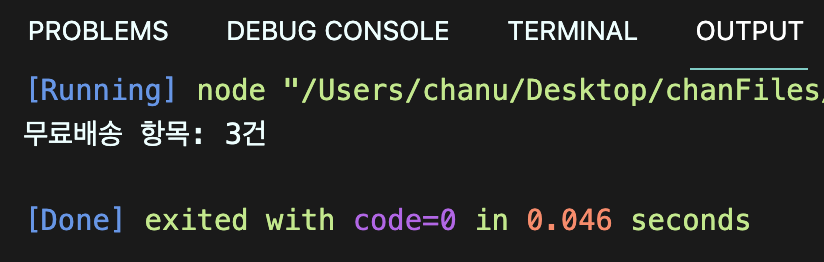 PROBLEMS DEBUG CONSOLE TERMINAL OUTPUT
[Running] node "/Users/chanu/Desktop/chanFiles/
무료배송 항목: 3건
[Done] exited with code=0 in 0.046 seconds